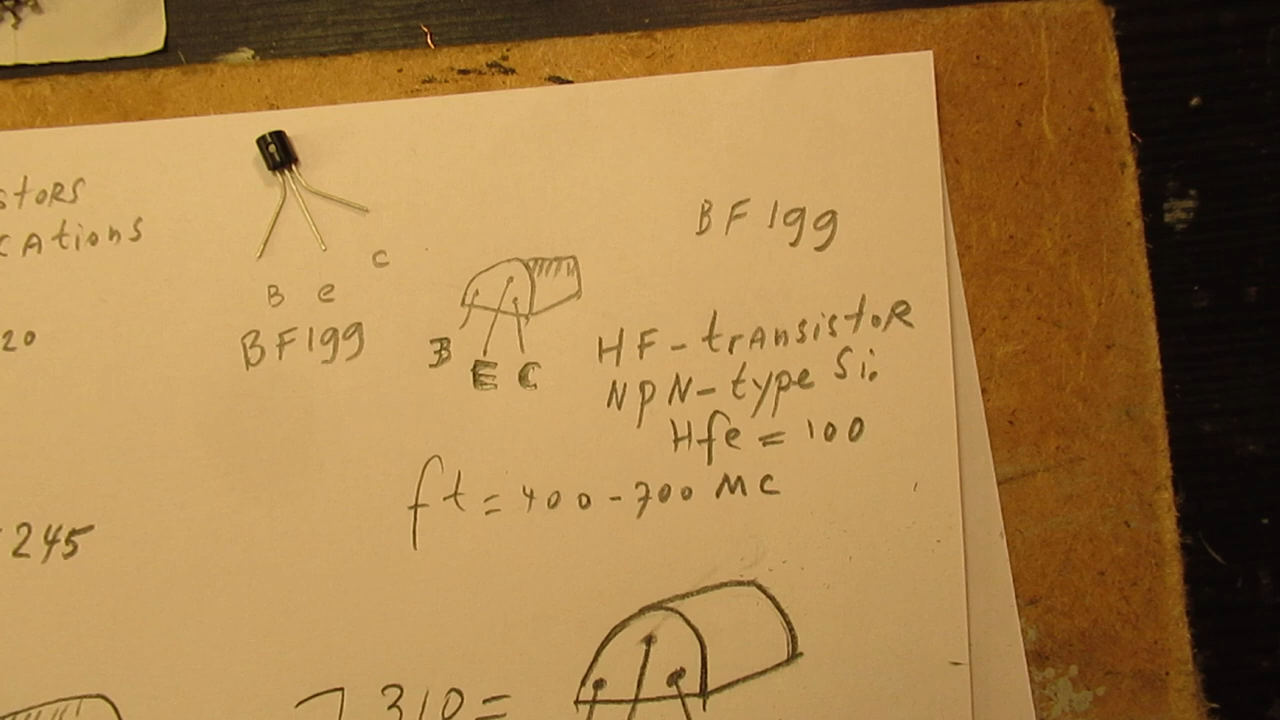 stors
cations
20
245
B e c
BF199
B E C
BF199
HF-transistor
NPN-type Si.
Hfe = 100
ft = 400-700 MC
J 310 =